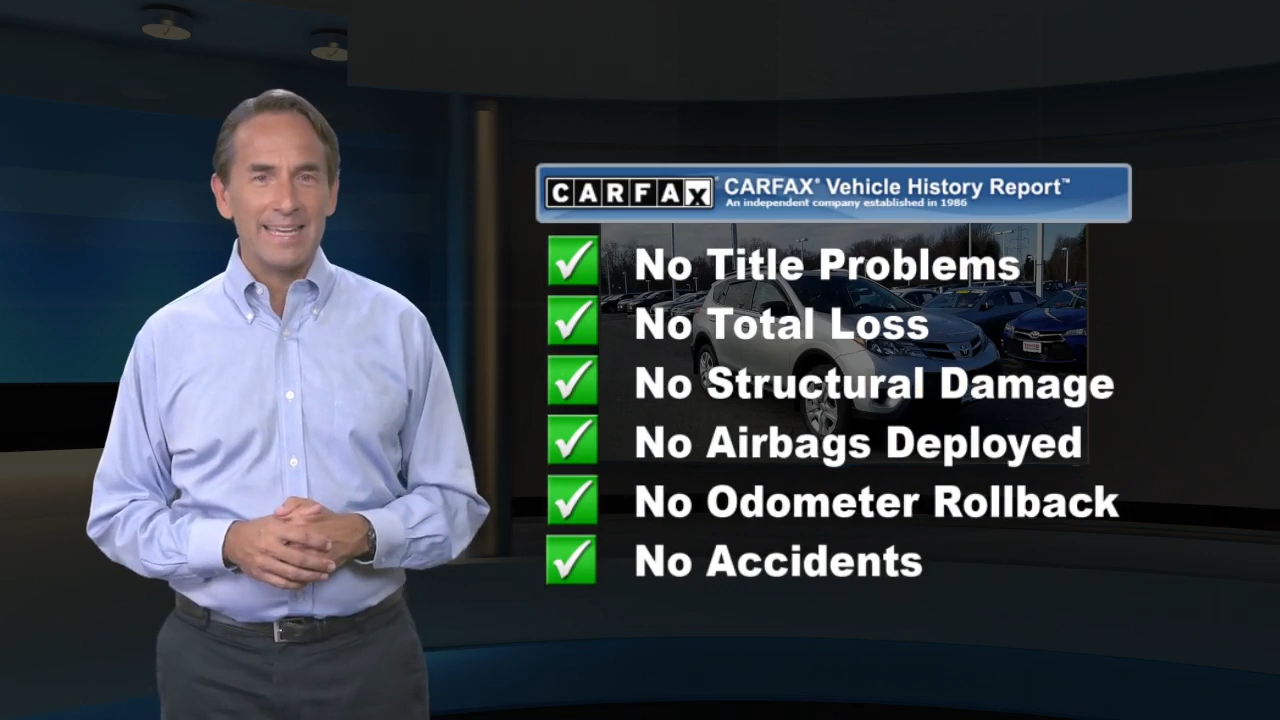 CARFAX® CARFAX® Vehicle History Report™
An independent company established in 1986
No Title Problems
No Total Loss
No Structural Damage
No Airbags Deployed
No Odometer Rollback
No Accidents